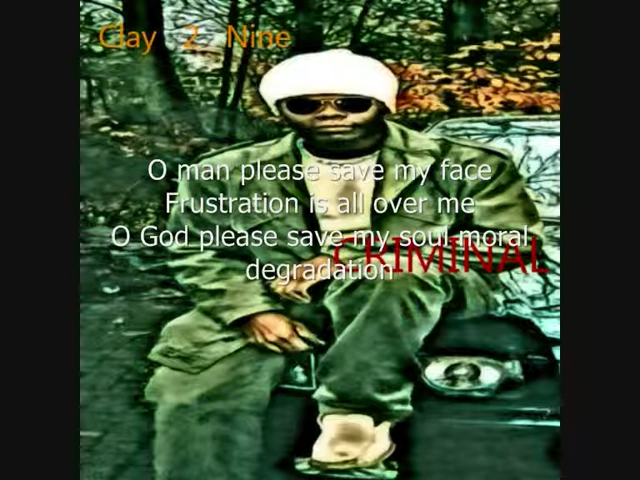 Clay 2 Nine
O man please save my face
Frustration is all over me
O God please save my soul moral
CRIMINAL
degradation